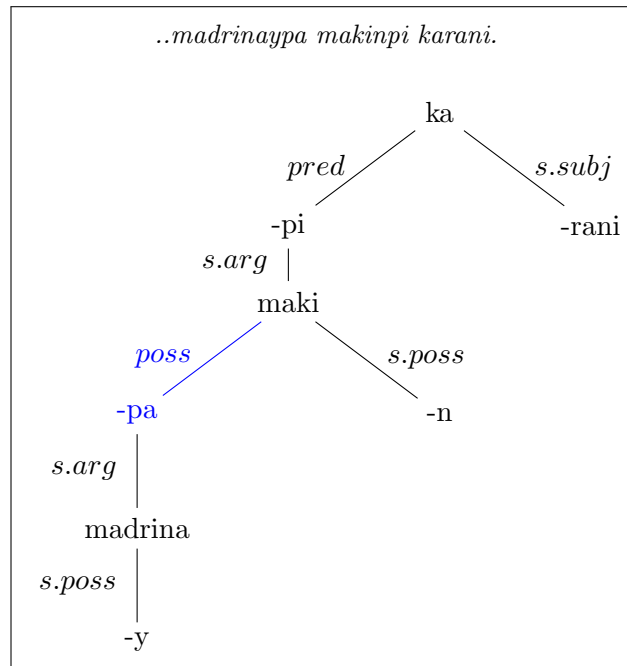 ..madrinaypa makinpi karani.
ka
pred s.subj
-pi -rani
s.arg
maki
poss s.poss
-pa -n
s.arg
madrina
s.poss
-y